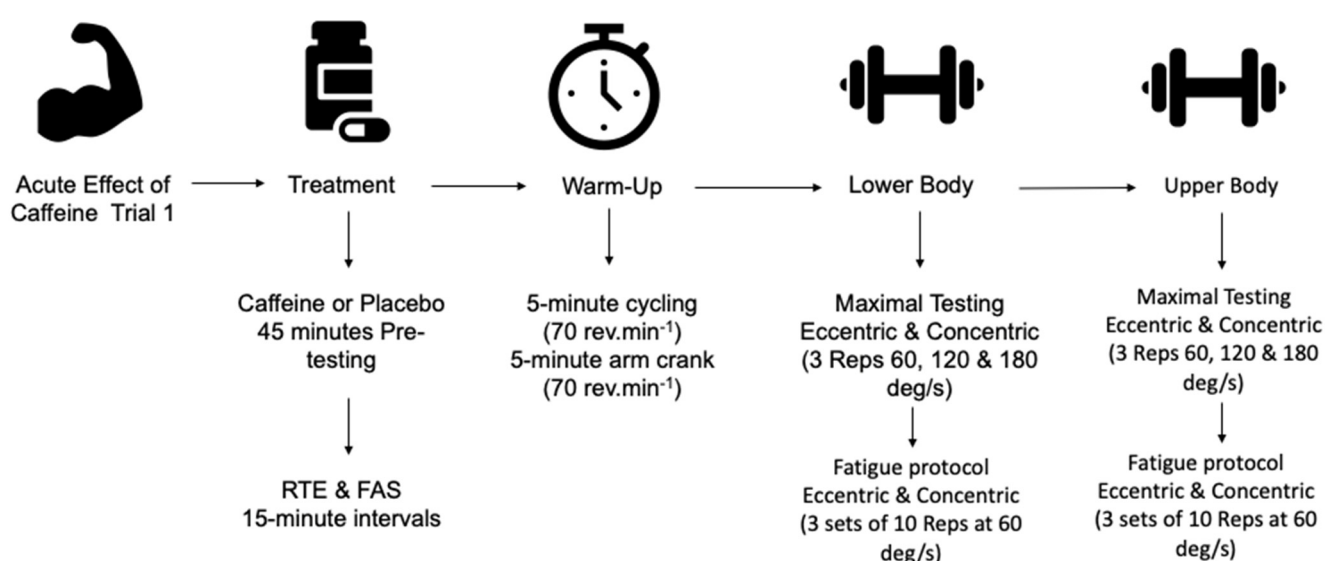 Acute Effect of
Caffeine Trial 1
Treatment
Warm-Up
Lower Body
Upper Body
Caffeine or Placebo
45 minutes Pre-
testing
RTE & FAS
15-minute intervals
5-minute cycling
(70 rev.min⁻¹)
5-minute arm crank
(70 rev.min⁻¹)
Maximal Testing
Eccentric & Concentric
(3 Reps 60, 120 & 180
deg/s)
Fatigue protocol
Eccentric & Concentric
(3 sets of 10 Reps at 60
deg/s)
Maximal Testing
Eccentric & Concentric
(3 Reps 60, 120 & 180
deg/s)
Fatigue protocol
Eccentric & Concentric
(3 sets of 10 Reps at 60
deg/s)